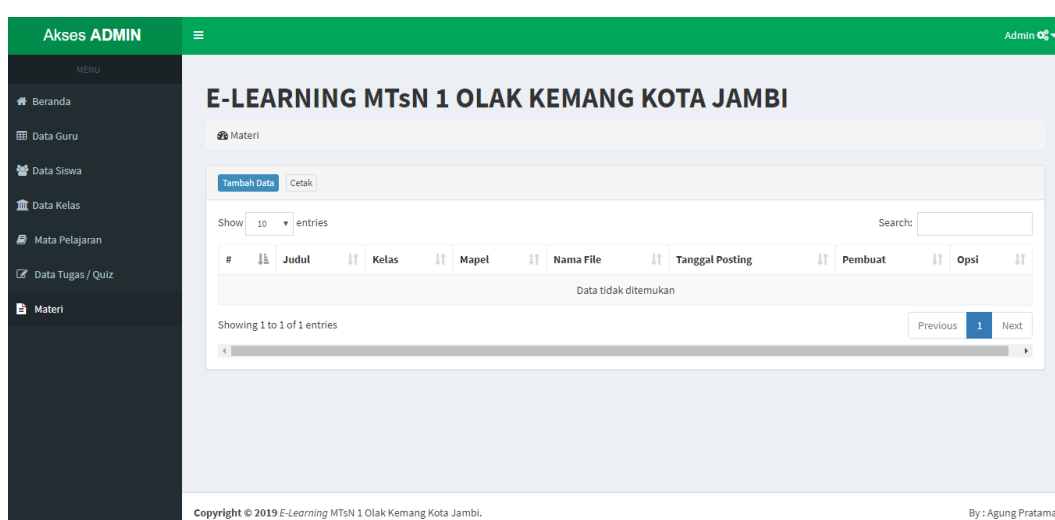 Akses ADMIN
Admin
MENU
Beranda
Data Guru
Data Siswa
Data Kelas
Mata Pelajaran
Data Tugas / Quiz
Materi
E-LEARNING MTsN 1 OLAK KEMANG KOTA JAMBI
Materi
Tambah Data Cetak
Show 10 entries Search:
# Judul Kelas Mapel Nama File Tanggal Posting Pembuat Opsi
Data tidak ditemukan
Showing 1 to 1 of 1 entries Previous 1 Next
Copyright © 2019 E-Learning MTsN 1 Olak Kemang Kota Jambi. By : Agung Pratama